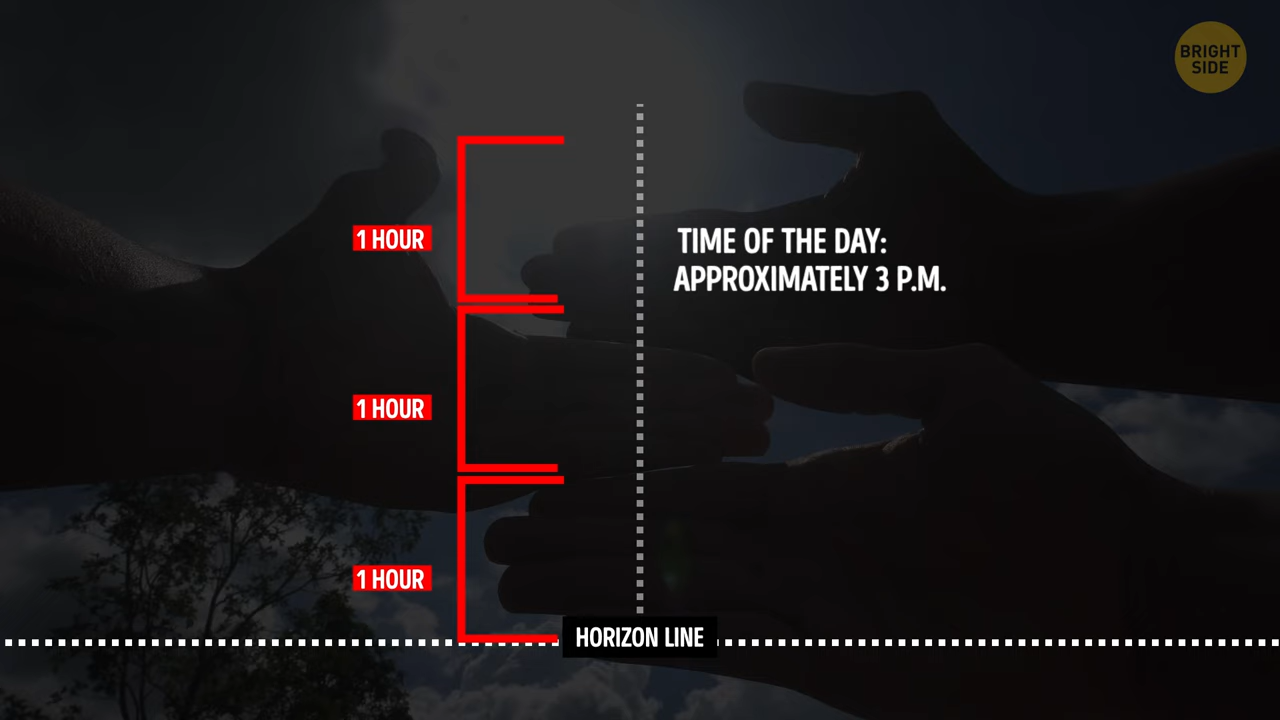 BRIGHT
SIDE
1 HOUR
TIME OF THE DAY:
APPROXIMATELY 3 P.M.
1 HOUR
1 HOUR
HORIZON LINE